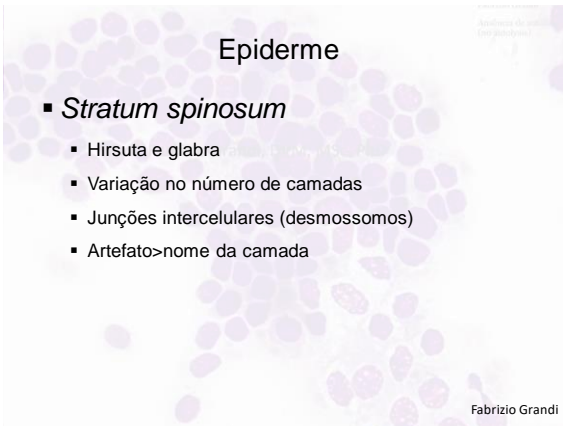 Epiderme
▪ Stratum spinosum
▪ Hirsuta e glabra
▪ Variação no número de camadas
▪ Junções intercelulares (desmossomos)
▪ Artefato>nome da camada
Fabrizio Grandi